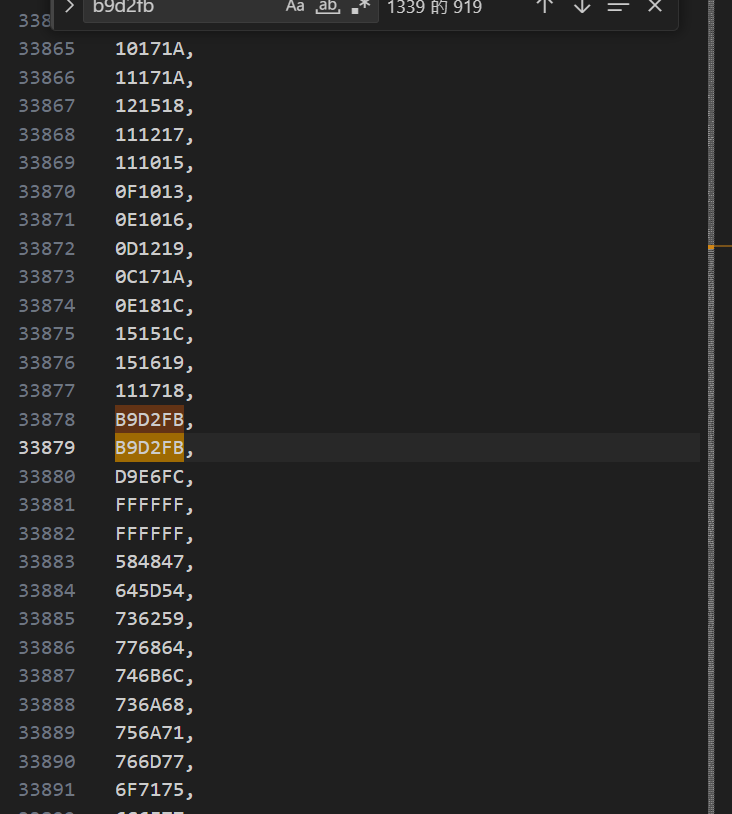 b9d2fb Aa ab 1339 的 919
338
33865 10171A,
33866 11171A,
33867 121518,
33868 111217,
33869 111015,
33870 0F1013,
33871 0E1016,
33872 0D1219,
33873 0C171A,
33874 0E181C,
33875 15151C,
33876 151619,
33877 111718,
33878 B9D2FB,
33879 B9D2FB,
33880 D9E6FC,
33881 FFFFFF,
33882 FFFFFF,
33883 584847,
33884 645D54,
33885 736259,
33886 776864,
33887 746B6C,
33888 736A68,
33889 756A71,
33890 766D77,
33891 6F7175,